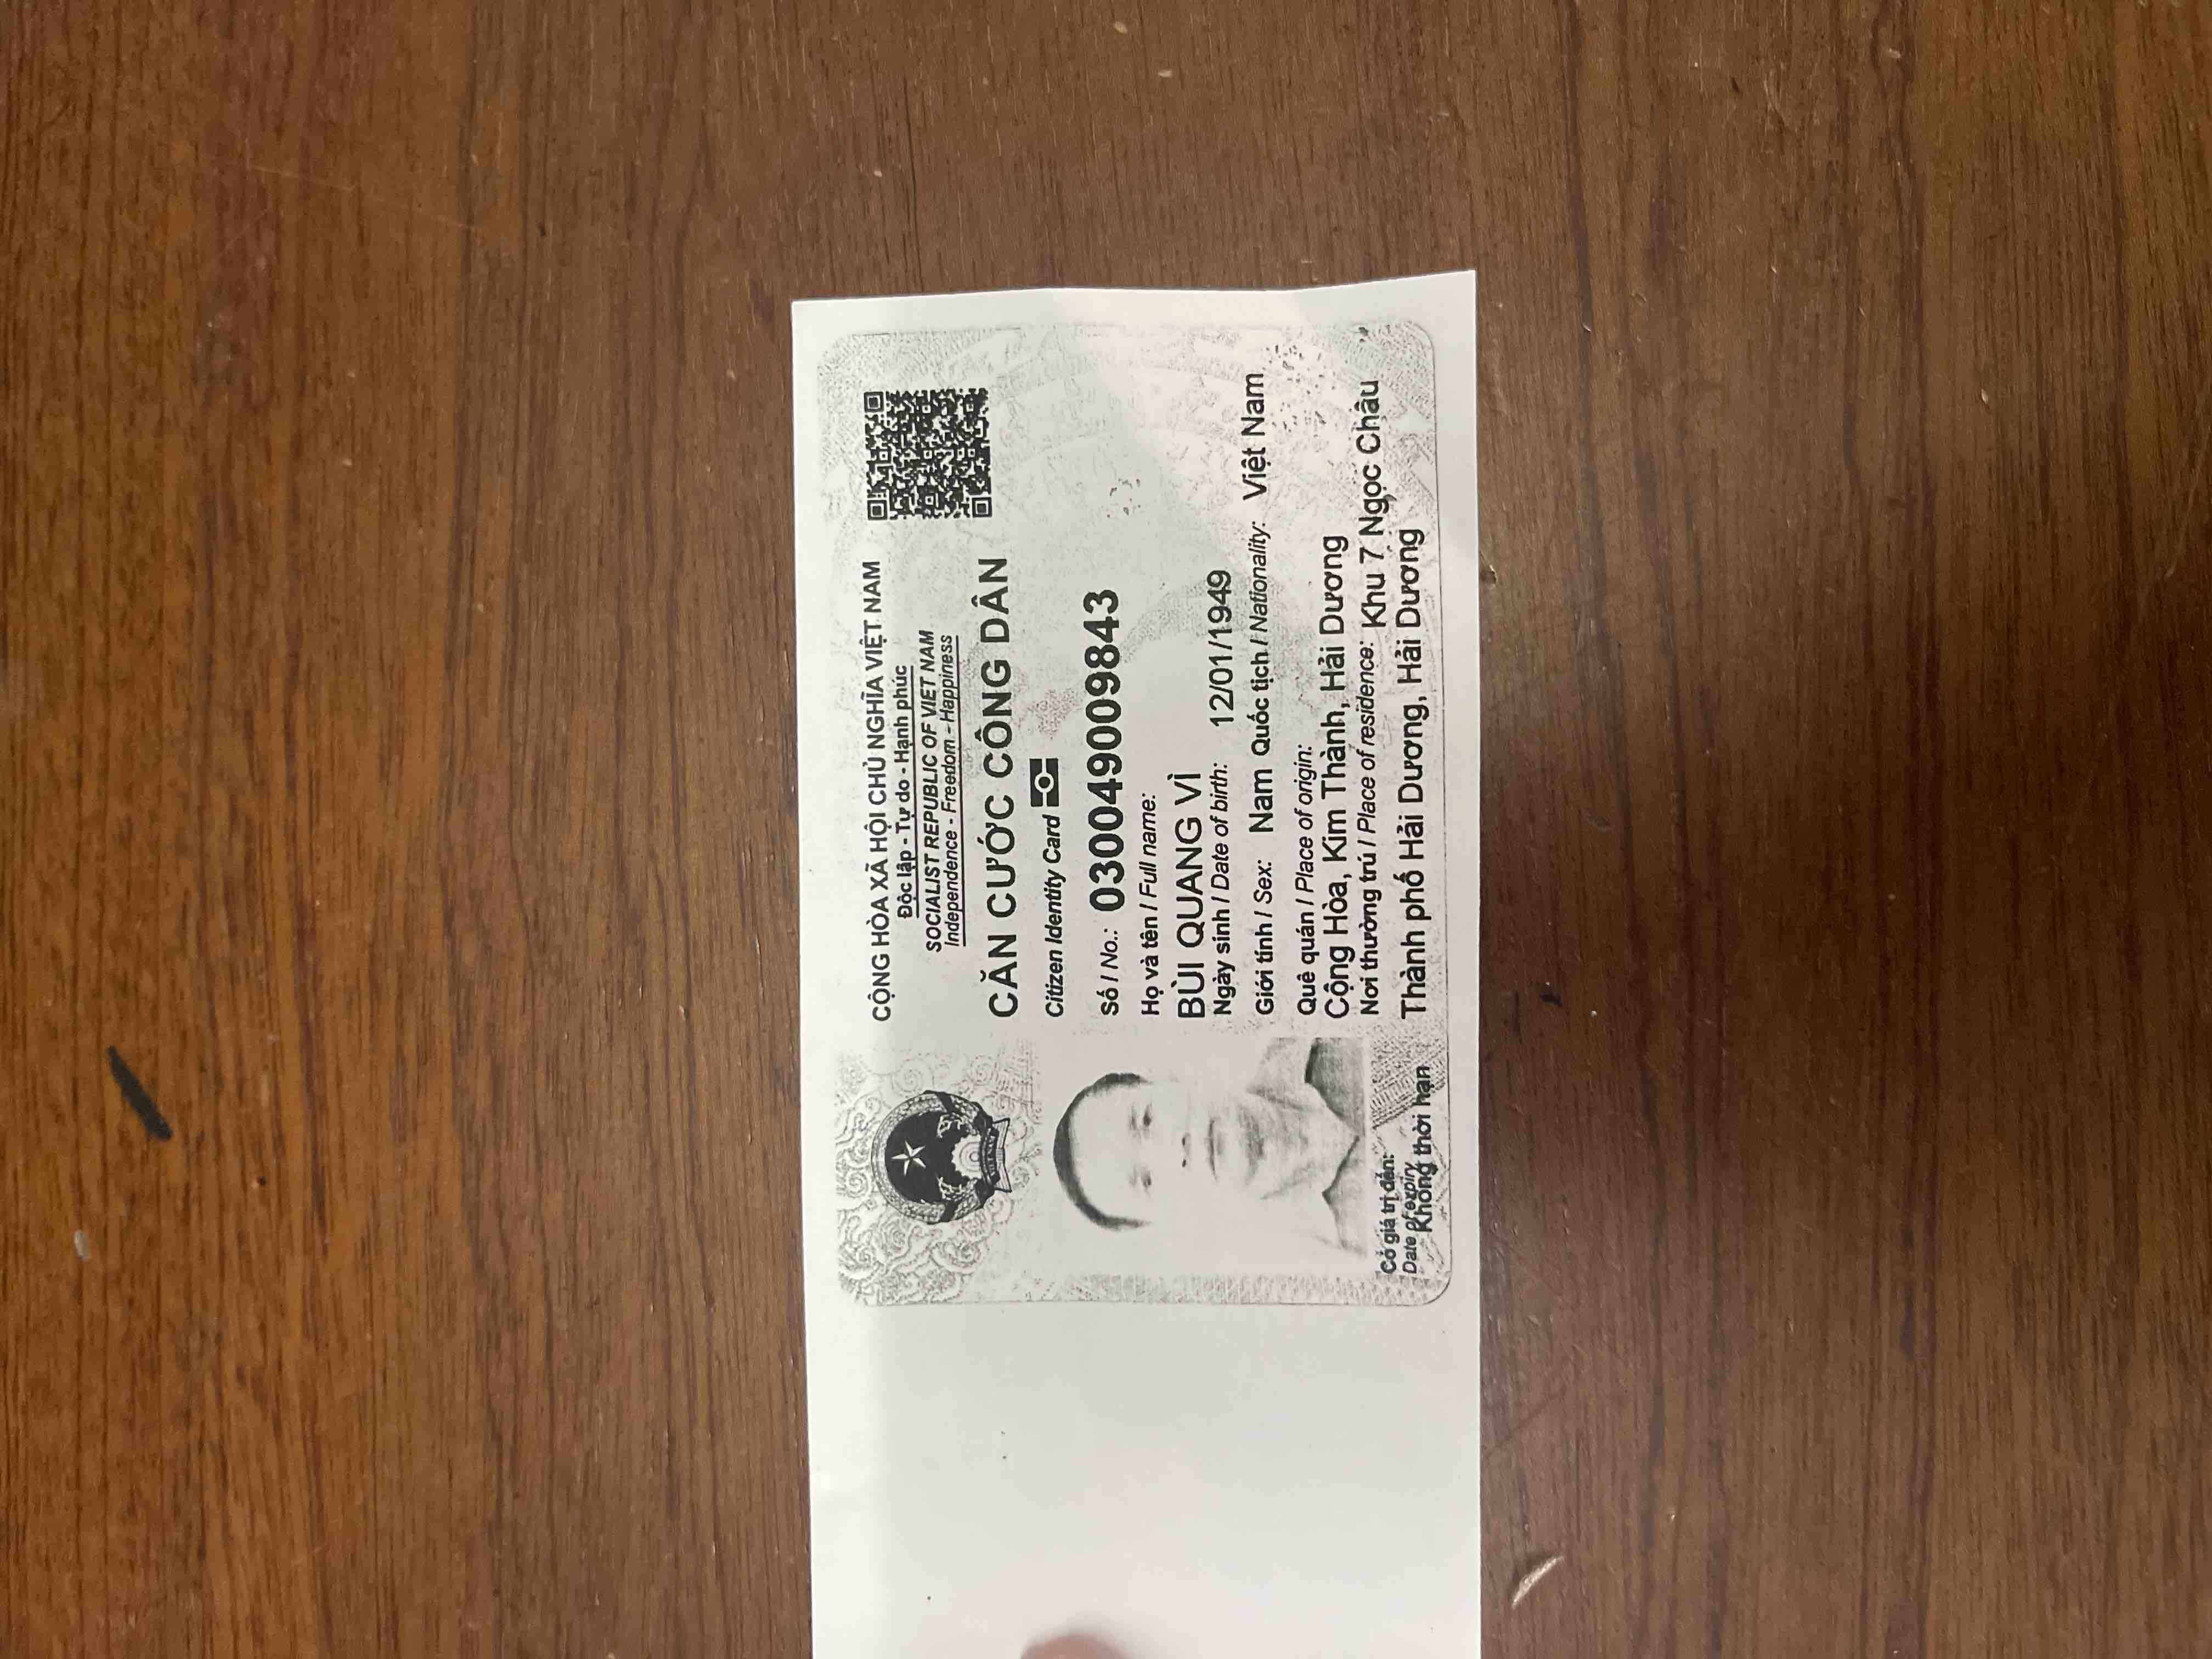 CỘNG HÒA XÃ HỘI CHỦ NGHĨA VIỆT NAM
Độc lập - Tự do - Hạnh phúc
SOCIALIST REPUBLIC OF VIET NAM
Independence - Freedom - Happiness
CĂN CƯỚC CÔNG DÂN
Citizen Identity Card
Số / No.: 030049009843
Họ và tên / Full name:
BÙI QUANG VÌ
Ngày sinh / Date of birth: 12/01/1949
Giới tính / Sex: Nam Quốc tịch / Nationality: Việt Nam
Quê quán / Place of origin:
Cộng Hòa, Kim Thành, Hải Dương
Nơi thường trú / Place of residence: Khu 7 Ngọc Châu
Thành phố Hải Dương, Hải Dương
Có giá trị đến:
Date of expiry
Không thời hạn